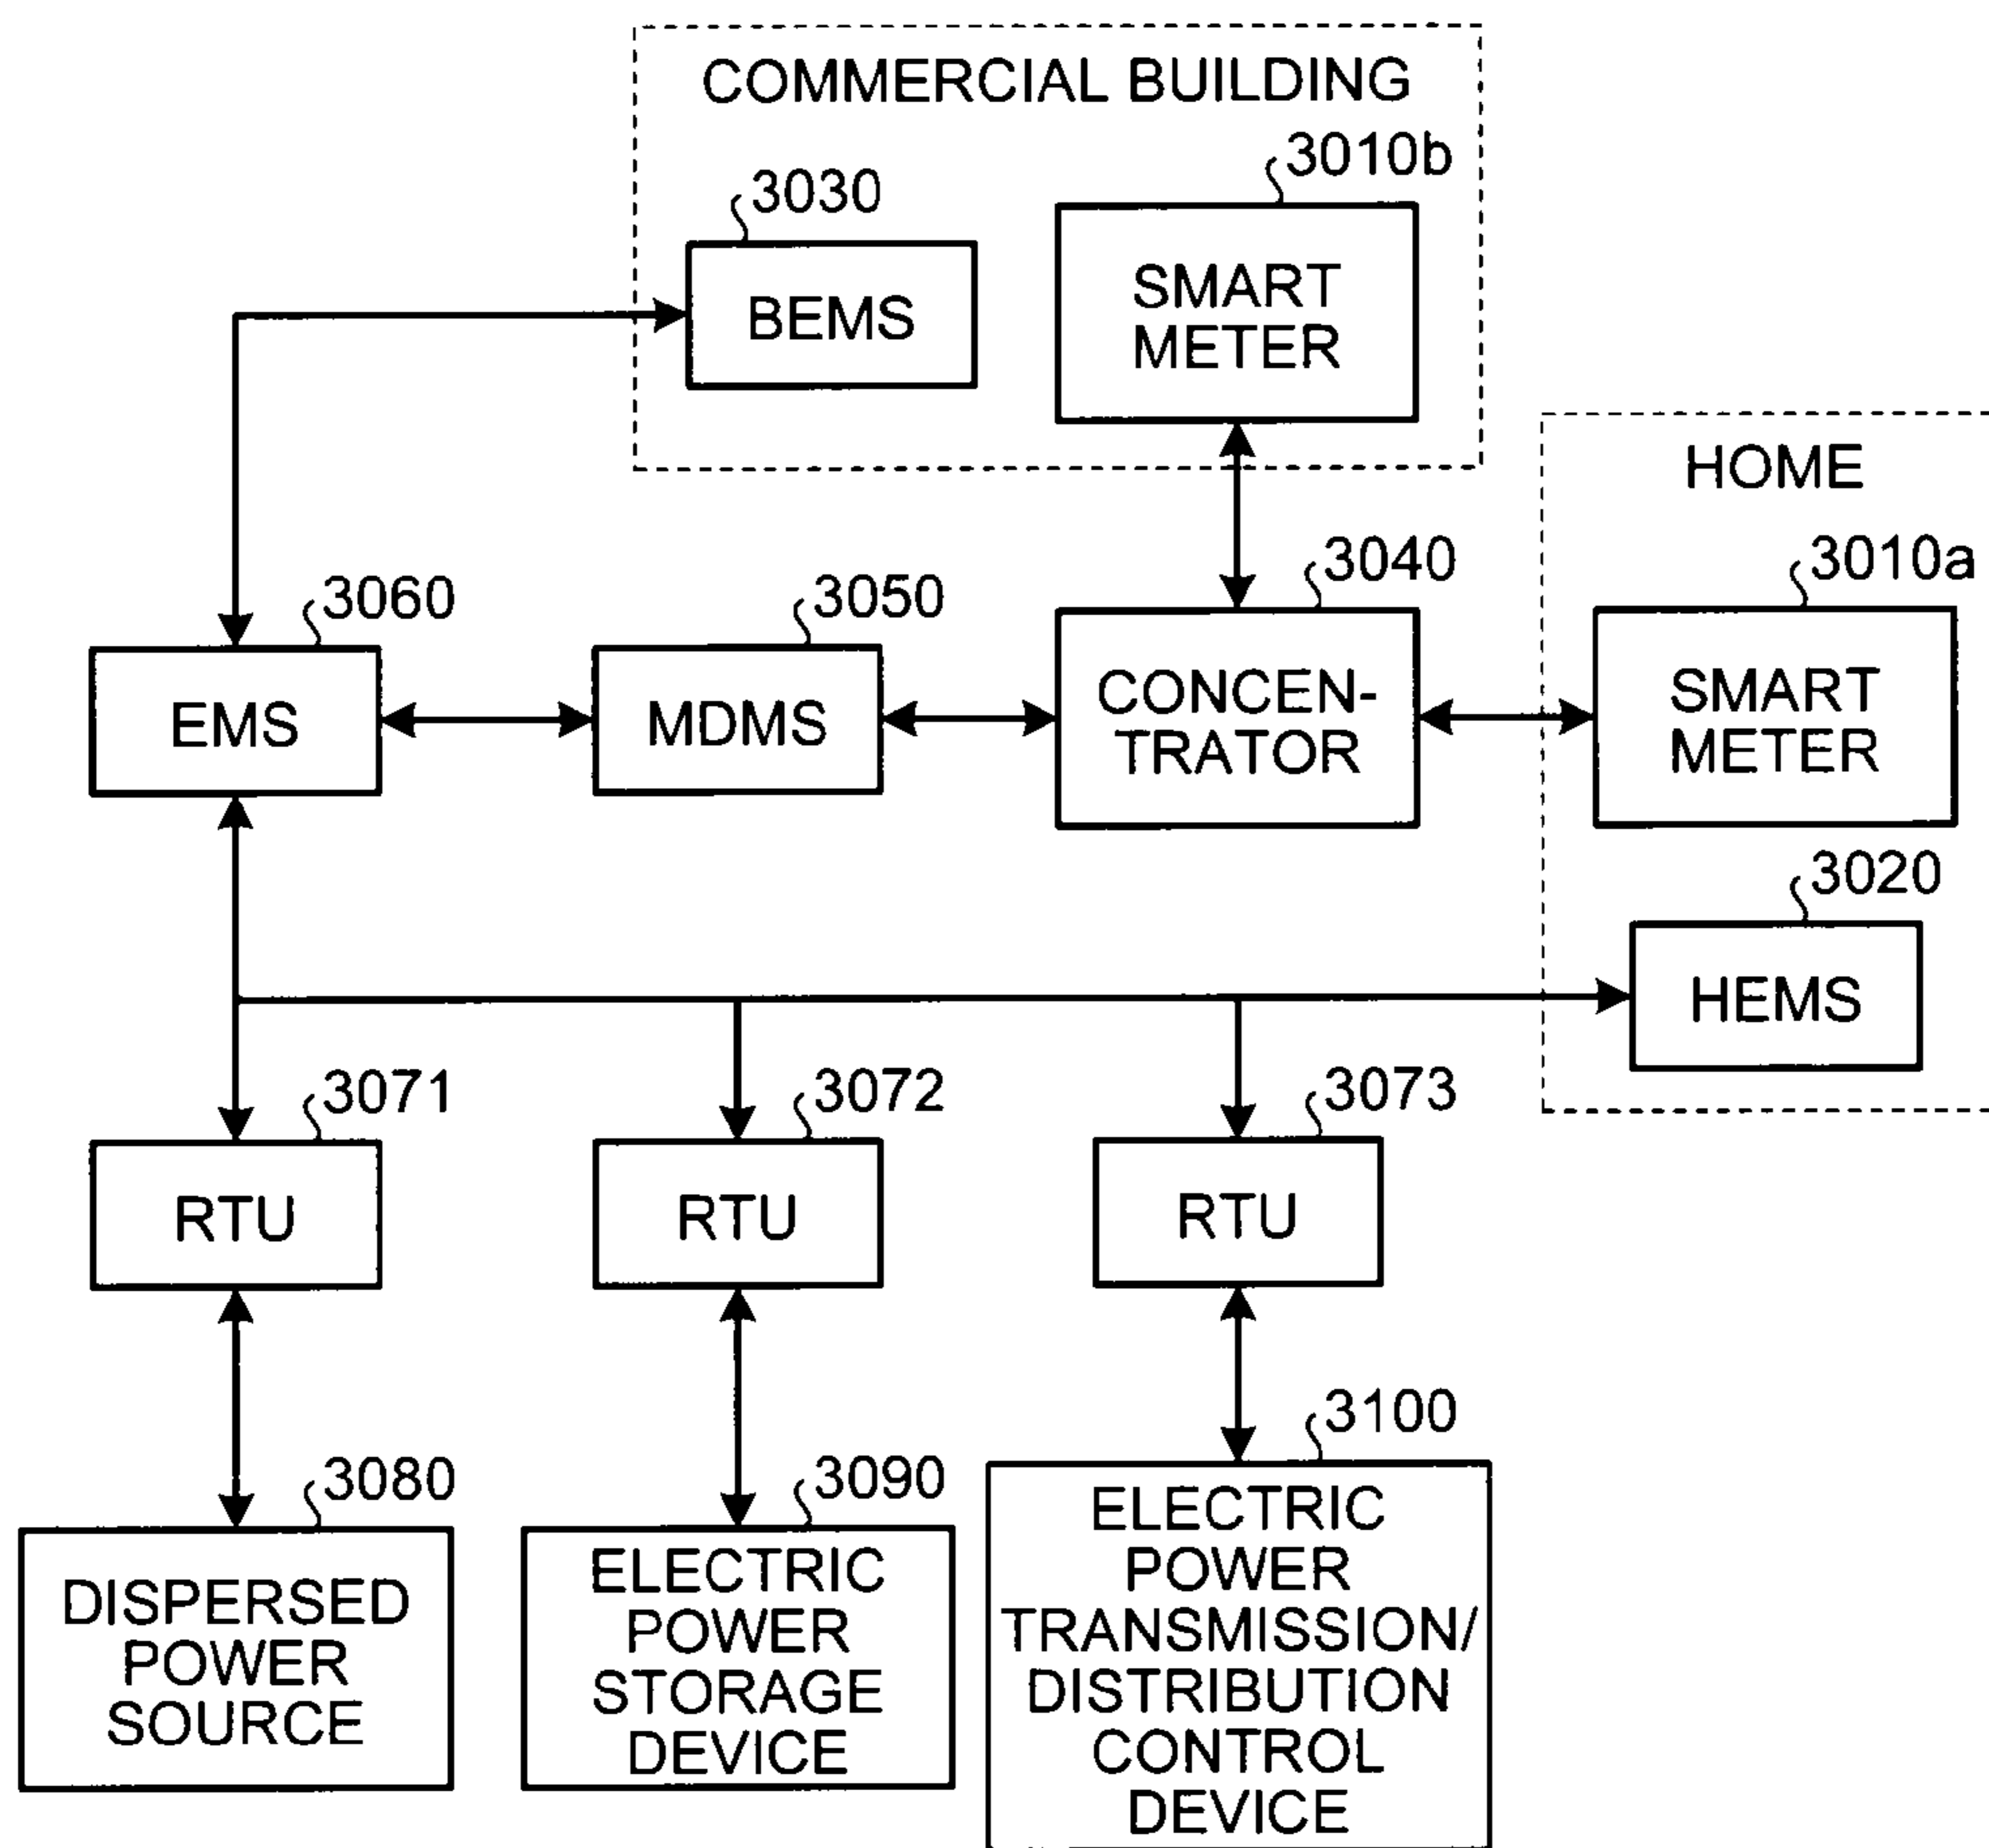 COMMERCIAL BUILDING
3010b
3030
SMART
METER
BEMS
HOME
3040
3010a
3060
3050
CONCEN-
TRATOR
SMART
METER
EMS
MDMS
3020
HEMS
3071
3072
3073
RTU
RTU
RTU
3100
3080
3090
DISPERSED
POWER
SOURCE
ELECTRIC
POWER
STORAGE
DEVICE
ELECTRIC
POWER
TRANSMISSION/
DISTRIBUTION
CONTROL
DEVICE